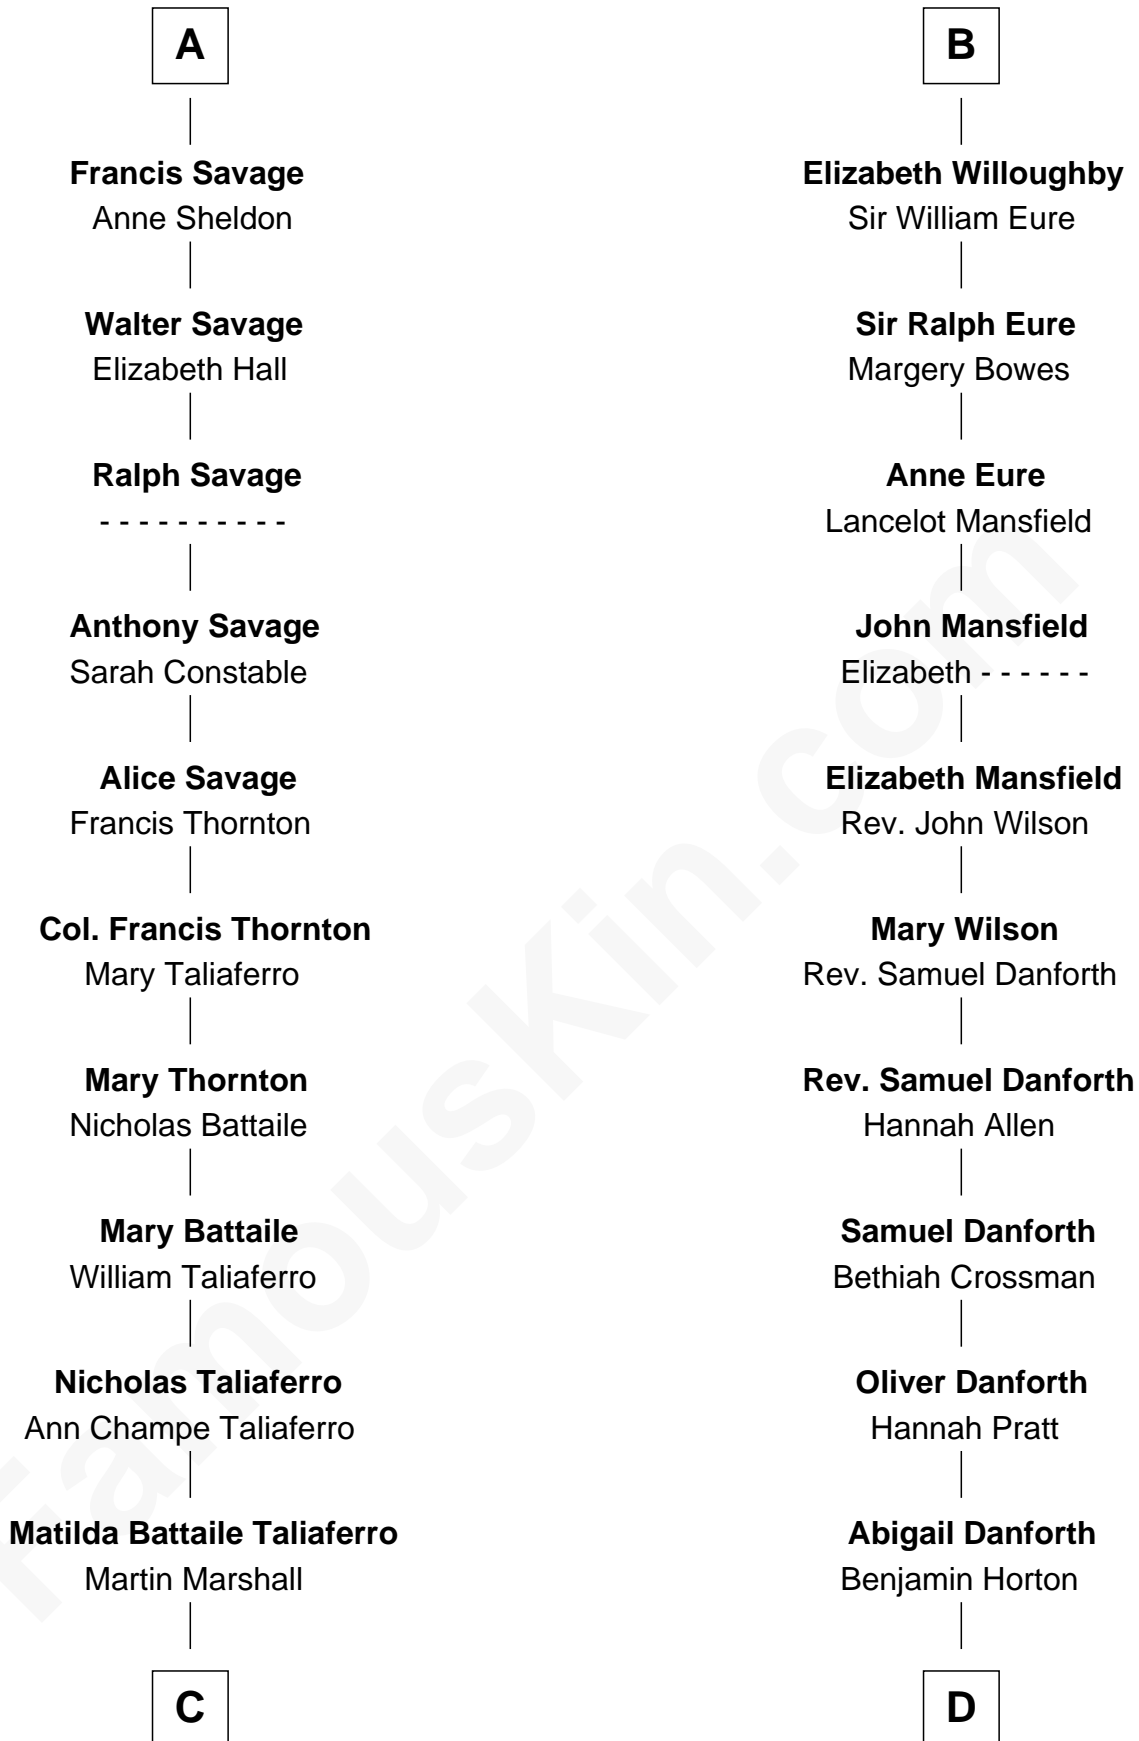 A
Francis Savage
Anne Sheldon
Walter Savage
Elizabeth Hall
Ralph Savage
- - - - - - - - - -
Anthony Savage
Sarah Constable
Alice Savage
Francis Thornton
Col. Francis Thornton
Mary Taliaferro
Mary Thornton
Nicholas Battaile
Mary Battaile
William Taliaferro
Nicholas Taliaferro
Ann Champe Taliaferro
Matilda Battaile Taliaferro
Martin Marshall
C
B
Elizabeth Willoughby
Sir William Eure
Sir Ralph Eure
Margery Bowes
Anne Eure
Lancelot Mansfield
John Mansfield
Elizabeth - - - - - -
Elizabeth Mansfield
Rev. John Wilson
Mary Wilson
Rev. Samuel Danforth
Rev. Samuel Danforth
Hannah Allen
Samuel Danforth
Bethiah Crossman
Oliver Danforth
Hannah Pratt
Abigail Danforth
Benjamin Horton
D
FamousKin.com